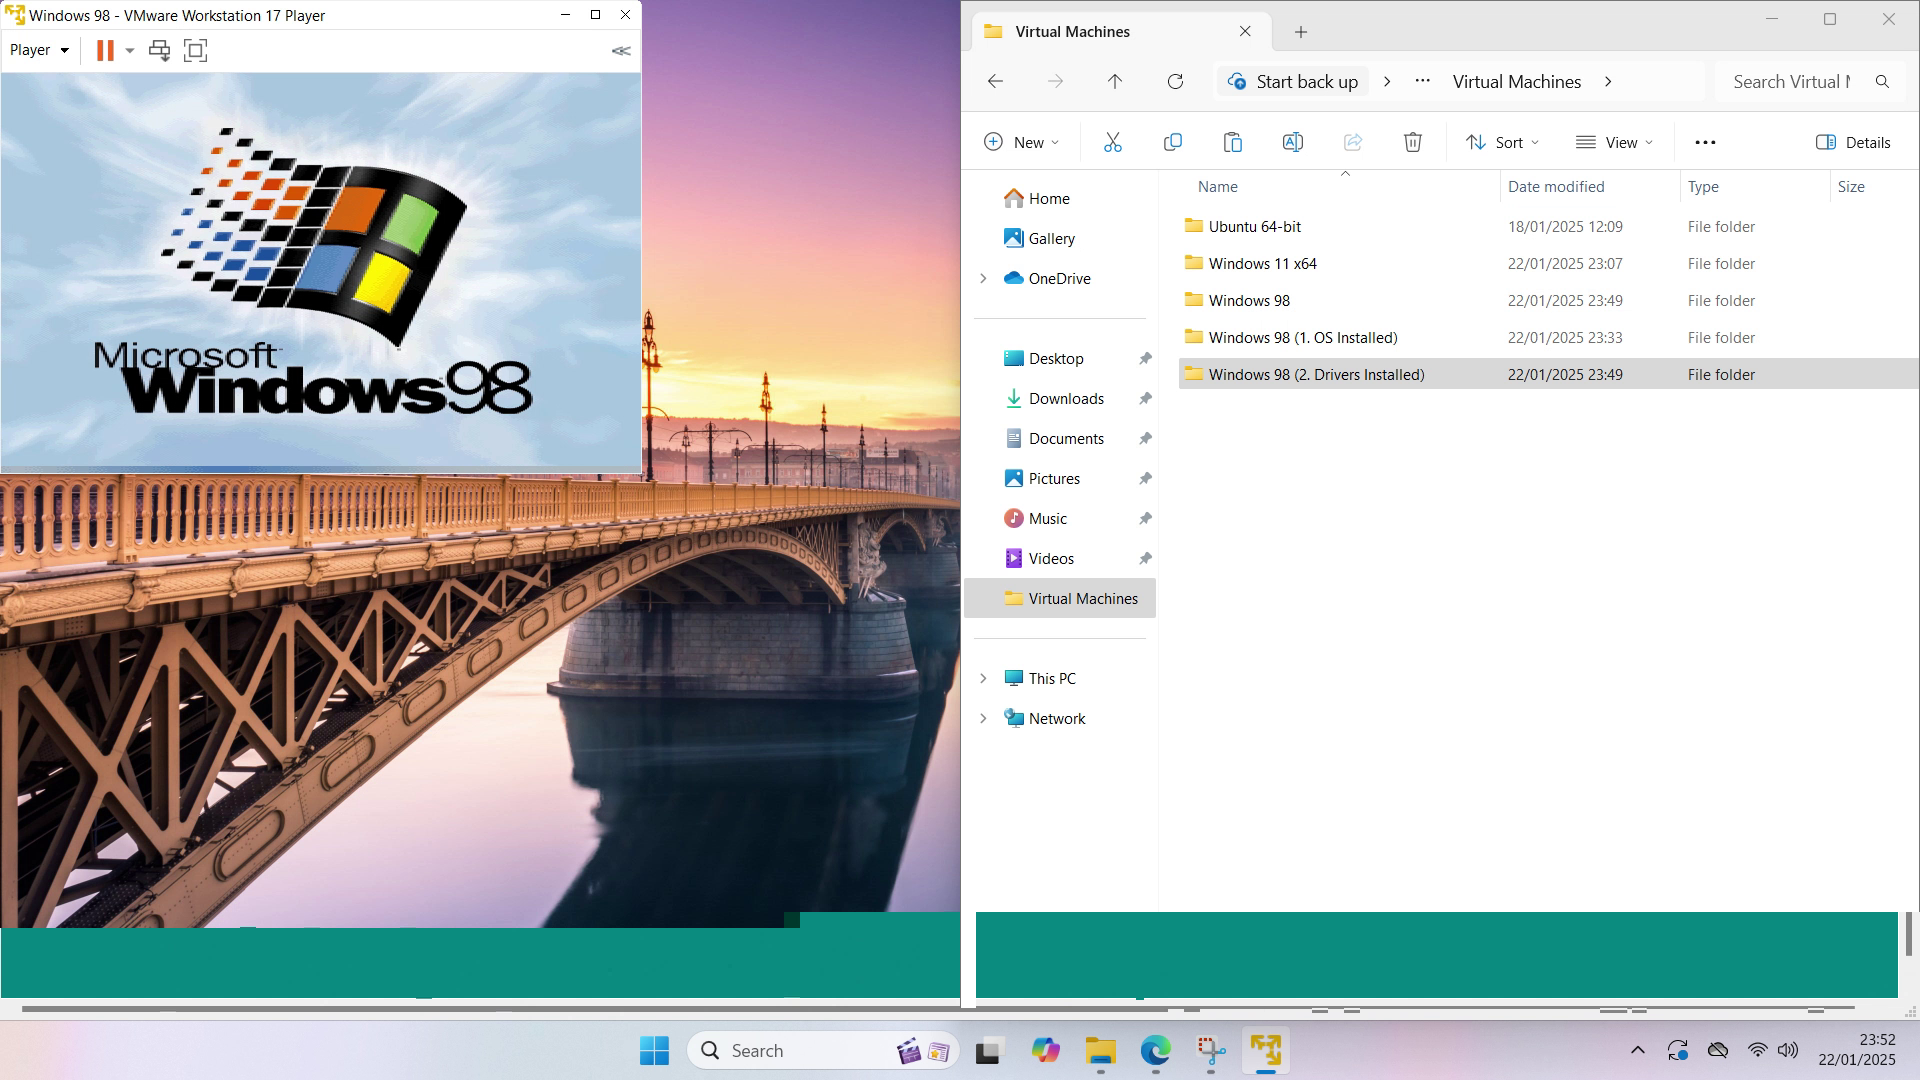 Windows 98 - VMware Workstation 17 Player
Player
Microsoft
Windows98
Virtual Machines
Start back up
Virtual Machines
Search Virtual
New
Sort
View
Details
Name
Date modified
Type
Size
Home
Gallery
OneDrive
Desktop
Downloads
Documents
Pictures
Music
Videos
Virtual Machines
This PC
Network
Ubuntu 64-bit 18/01/2025 12:09 File folder
Windows 11 x64 22/01/2025 23:07 File folder
Windows 98 22/01/2025 23:49 File folder
Windows 98 (1. OS Installed) 22/01/2025 23:33 File folder
Windows 98 (2. Drivers Installed) 22/01/2025 23:49 File folder
Search
23:52
22/01/2025